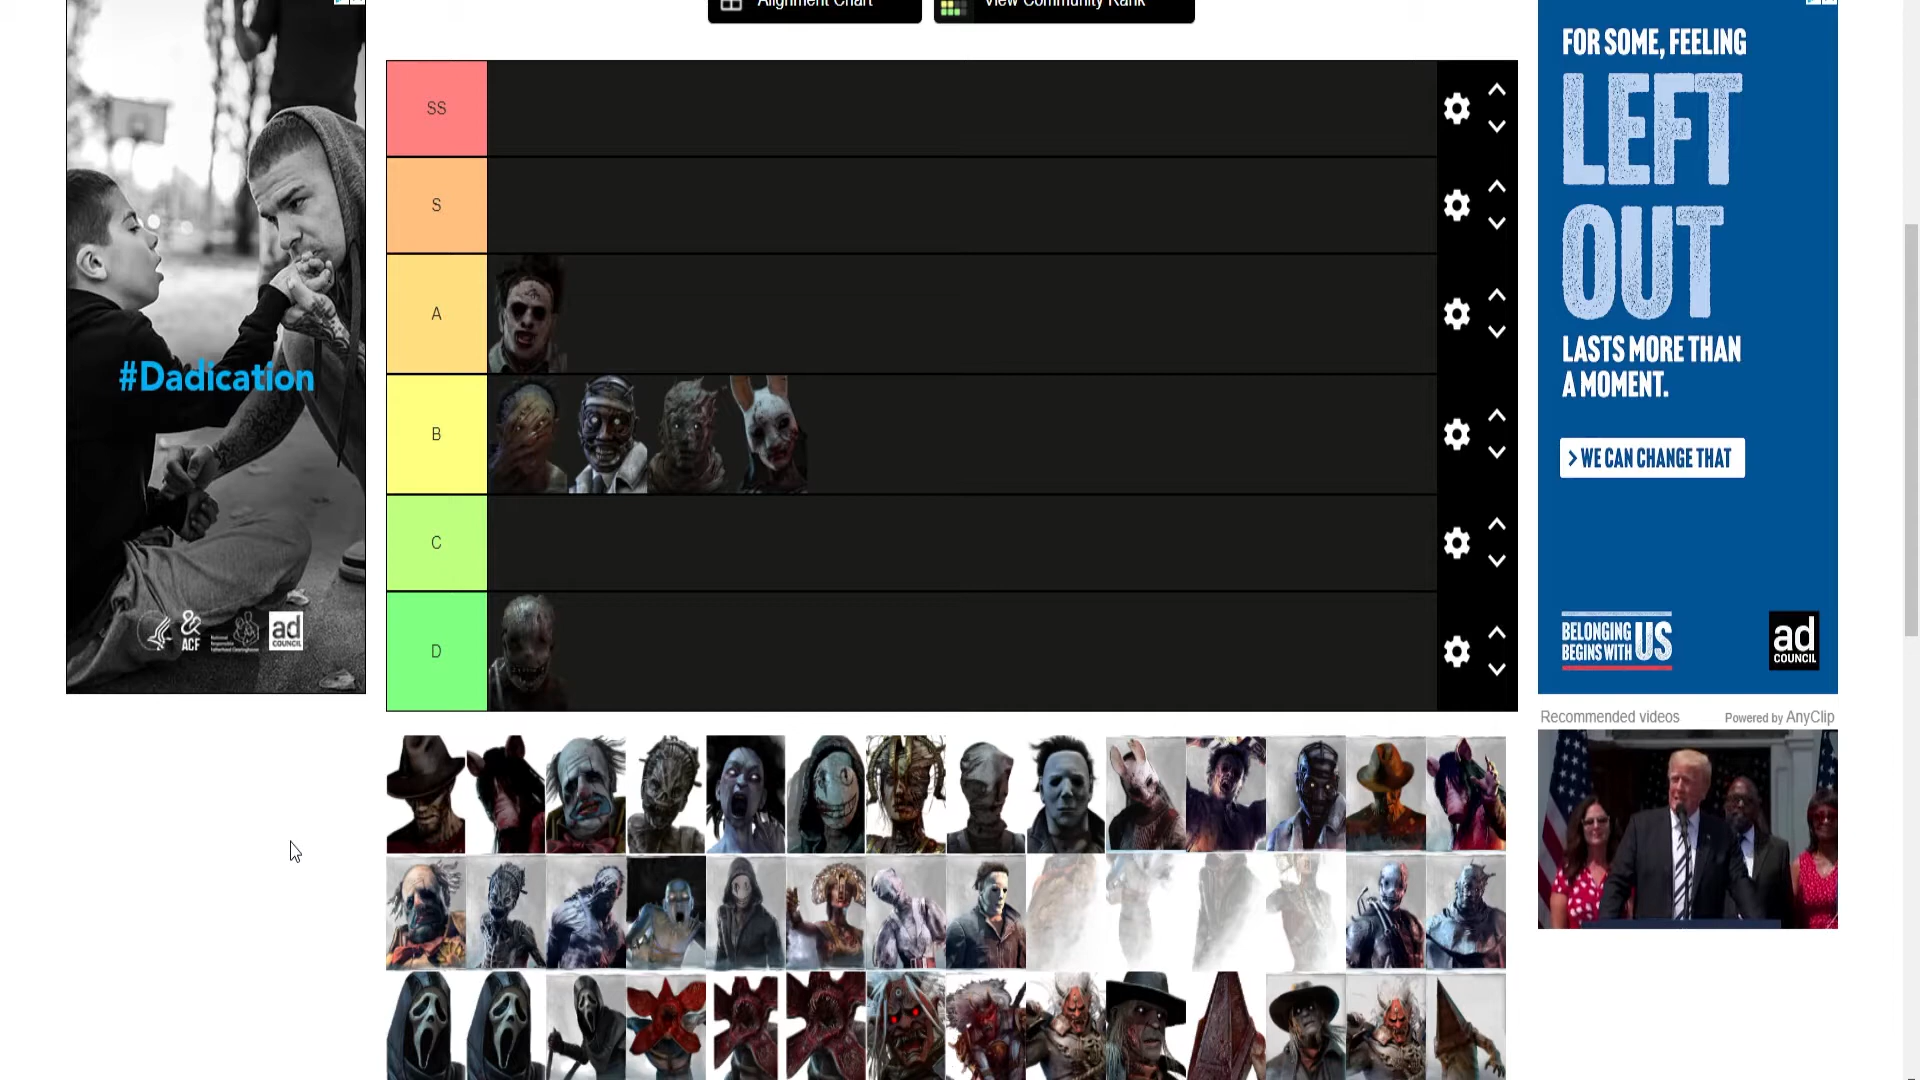 Alignment Chart
View Community Rank
SS
S
A
B
C
D
#Dadication
ACF
ad
COUNCIL
FOR SOME, FEELING
LEFT
OUT
LASTS MORE THAN
A MOMENT.
> WE CAN CHANGE THAT
BELONGING
BEGINS WITH US
ad
COUNCIL
Recommended videos
Powered by AnyClip